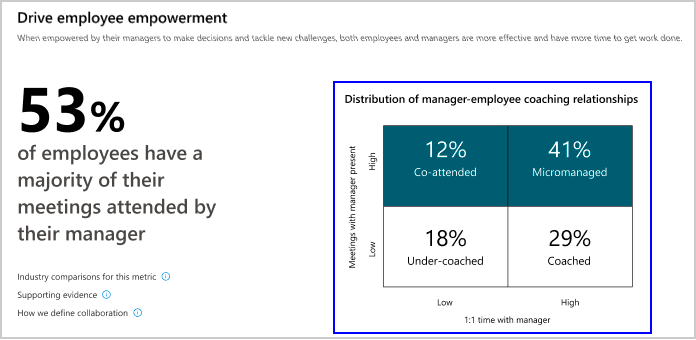 Drive employee empowerment
When empowered by their managers to make decisions and tackle new challenges, both employees and managers are more effective and have more time to get work done.
53%
of employees have a
majority of their
meetings attended by
their manager
Industry comparisons for this metric
Supporting evidence
How we define collaboration
Distribution of manager-employee coaching relationships
Meetings with manager present
High
Low
12%
Co-attended
41%
Micromanaged
18%
Under-coached
29%
Coached
Low
High
1:1 time with manager